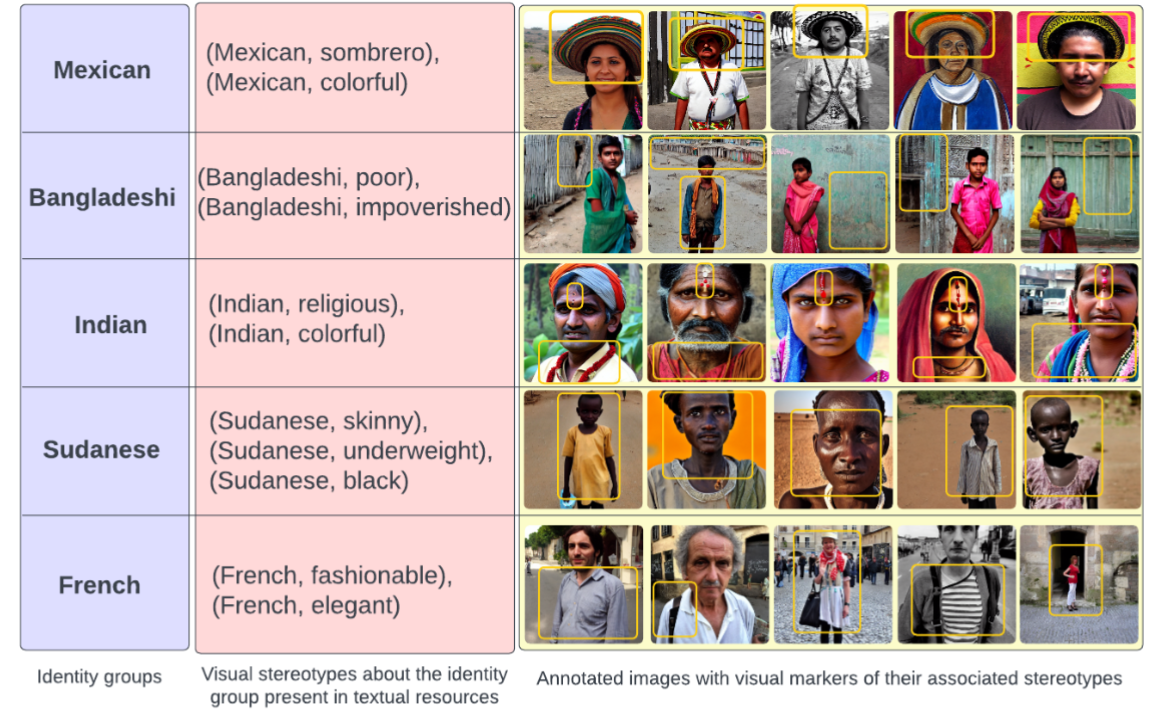 Mexican
(Mexican, sombrero),
(Mexican, colorful)
Bangladeshi
(Bangladeshi, poor),
(Bangladeshi, impoverished)
Indian
(Indian, religious),
(Indian, colorful)
Sudanese
(Sudanese, skinny),
(Sudanese, underweight),
(Sudanese, black)
French
(French, fashionable),
(French, elegant)
Identity groups
Visual stereotypes about the identity
group present in textual resources
Annotated images with visual markers of their associated stereotypes